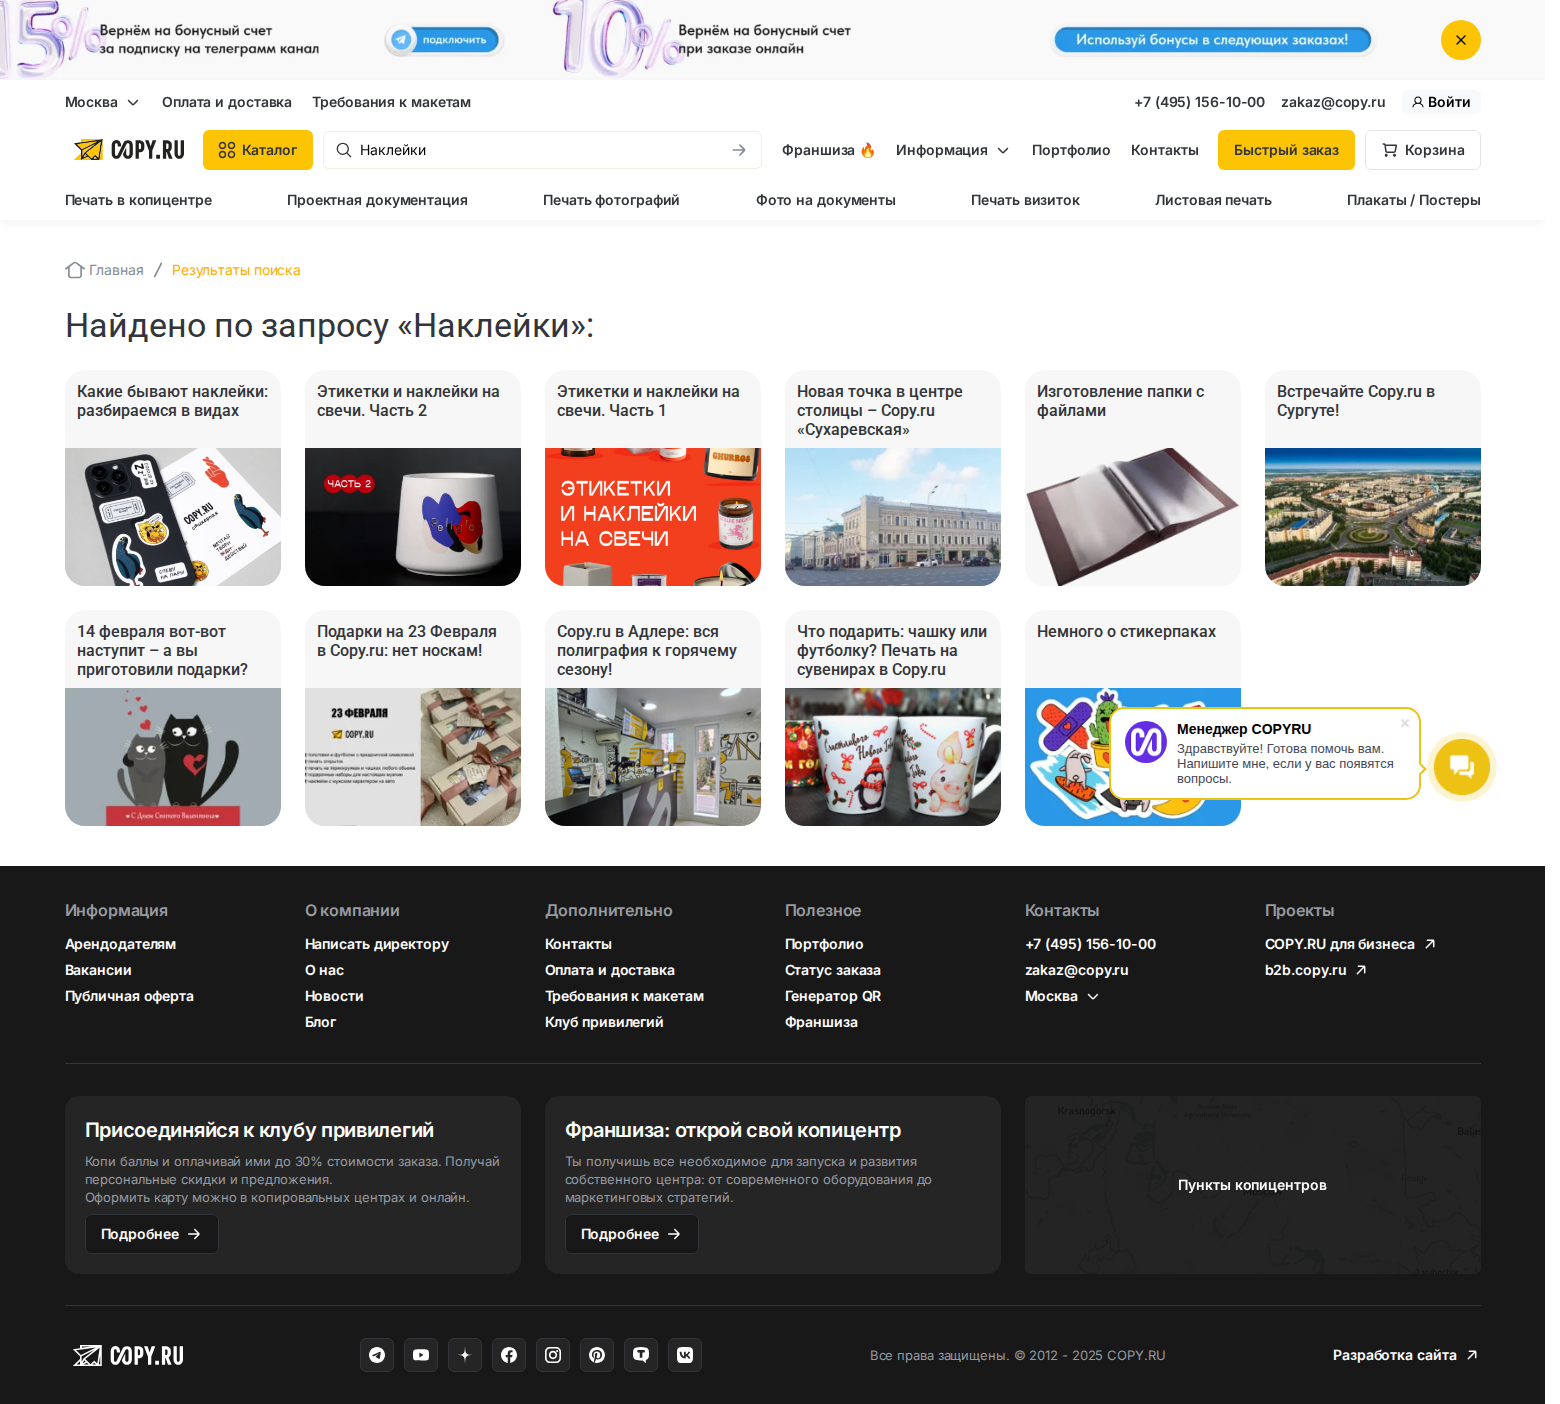 15%
Вернём на бонусный счет
за подписку на телеграмм канал
подключить
10%
Вернём на бонусный счет
при заказе онлайн
Используй бонусы в следующих заказах!
Москва
Оплата и доставка
Требования к макетам
+7 (495) 156-10-00
zakaz@copy.ru
Войти
COPY.RU
Каталог
Наклейки
Франшиза 🔥
Информация
Портфолио
Контакты
Быстрый заказ
Корзина
Печать в копицентре
Проектная документация
Печать фотографий
Фото на документы
Печать визиток
Листовая печать
Плакаты / Постеры
Главная / Результаты поиска
Найдено по запросу «Наклейки»:
Какие бывают наклейки:
разбираемся в видах
COPY.RU
Этикетки и наклейки на
свечи. Часть 2
ЧАСТЬ 2
Этикетки и наклейки на
свечи. Часть 1
CHURROS
ЭТИКЕТКИ
И НАКЛЕЙКИ
НА СВЕЧИ
Новая точка в центре
столицы – Copy.ru
«Сухаревская»
Изготовление папки с
файлами
Встречайте Copy.ru в
Сургуте!
14 февраля вот-вот
наступит – а вы
приготовили подарки?
С Днем Святого Валентина
Подарки на 23 Февраля
в Copy.ru: нет носкам!
23 ФЕВРАЛЯ
COPY.RU
Copy.ru в Адлере: вся
полиграфия к горячему
сезону!
Что подарить: чашку или
футболку? Печать на
сувенирах в Copy.ru
Счастливого Нового Года
Немного о стикерпаках
Менеджер COPYRU
Здравствуйте! Готова помочь вам.
Напишите мне, если у вас появятся
вопросы.
Информация
Арендодателям
Вакансии
Публичная оферта
О компании
Написать директору
О нас
Новости
Блог
Дополнительно
Контакты
Оплата и доставка
Требования к макетам
Клуб привилегий
Полезное
Портфолио
Статус заказа
Генератор QR
Франшиза
Контакты
+7 (495) 156-10-00
zakaz@copy.ru
Москва
Проекты
COPY.RU для бизнеса
b2b.copy.ru
Присоединяйся к клубу привилегий
Копи баллы и оплачивай ими до 30% стоимости заказа. Получай
персональные скидки и предложения.
Оформить карту можно в копировальных центрах и онлайн.
Подробнее
Франшиза: открой свой копицентр
Ты получишь все необходимое для запуска и развития
собственного центра: от современного оборудования до
маркетинговых стратегий.
Подробнее
Krasnogorsk
Пункты копицентров
COPY.RU
Все права защищены. © 2012 - 2025 COPY.RU
Разработка сайта